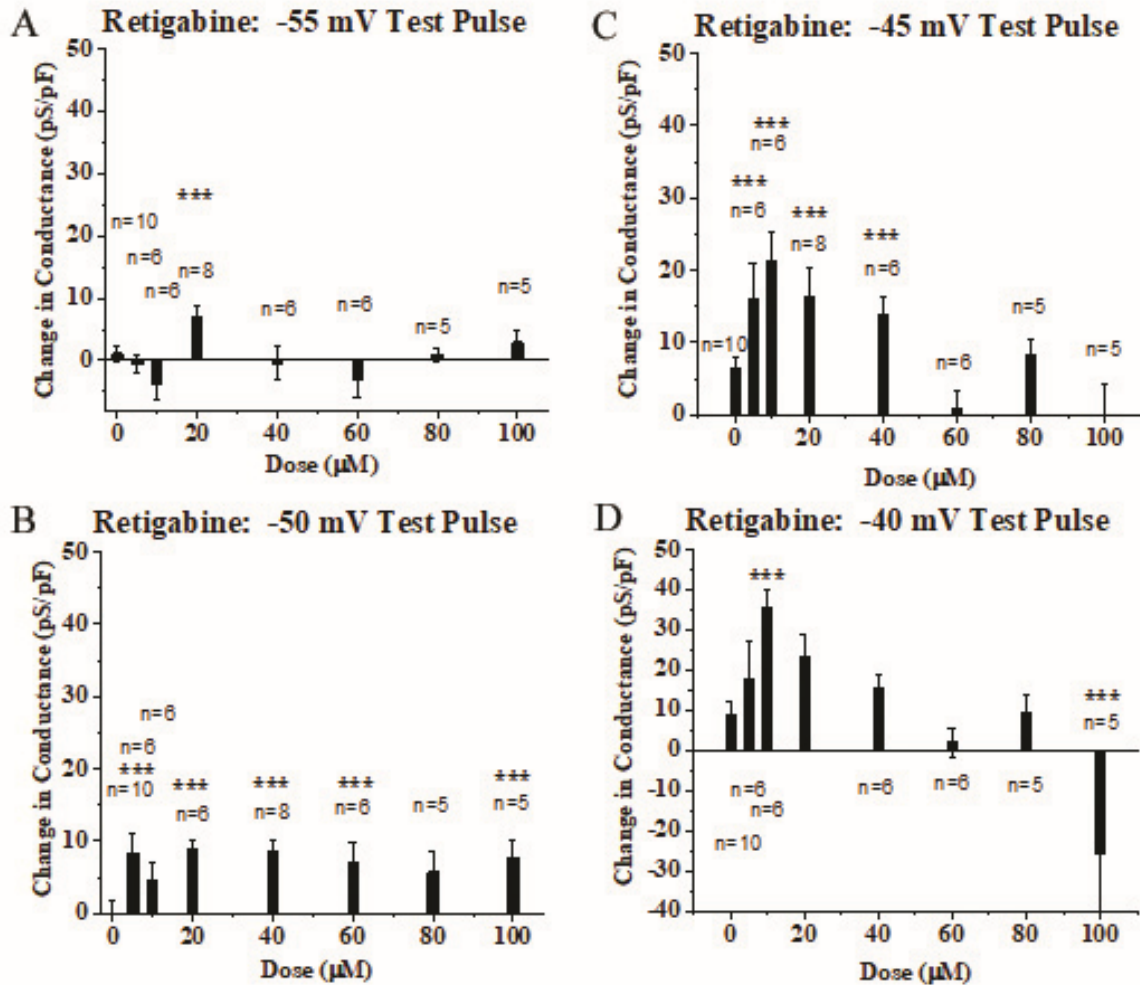 A
Retigabine: -55 mV Test Pulse
Change in Conductance (pS/pF)
50
40
30
20
10
0
***
n=10
n=6
n=6
n=8
n=6
n=6
n=5
n=5
0 20 40 60 80 100
Dose (µM)
C
Retigabine: -45 mV Test Pulse
Change in Conductance (pS/pF)
50
40
30
20
10
0
***
n=6
***
n=6
***
n=8
***
n=6
n=10
n=6
n=5
n=5
0 20 40 60 80 100
Dose (µM)
B
Retigabine: -50 mV Test Pulse
Change in Conductance (pS/pF)
50
40
30
20
10
0
n=6
n=6
***
n=10
***
n=6
***
n=8
***
n=6
n=5
***
n=5
0 20 40 60 80 100
Dose (µM)
D
Retigabine: -40 mV Test Pulse
Change in Conductance (pS/pF)
50
40
30
20
10
0
-10
-20
-30
-40
***
***
n=5
n=6
n=6
n=10
n=6
n=6
n=5
0 20 40 60 80 100
Dose (µM)